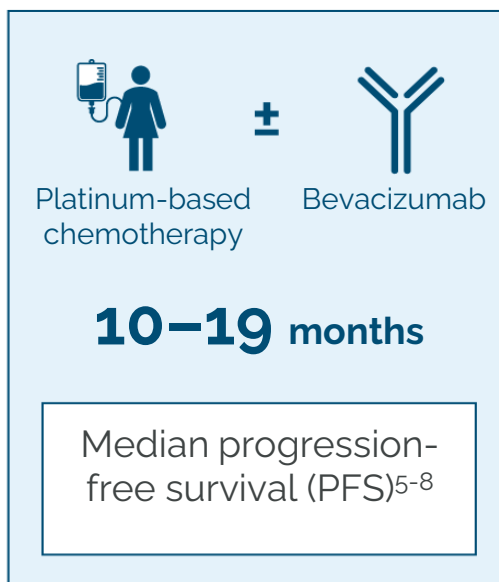 ±
Platinum-based
chemotherapy
Bevacizumab
10–19 months
Median progression-
free survival (PFS)5-8